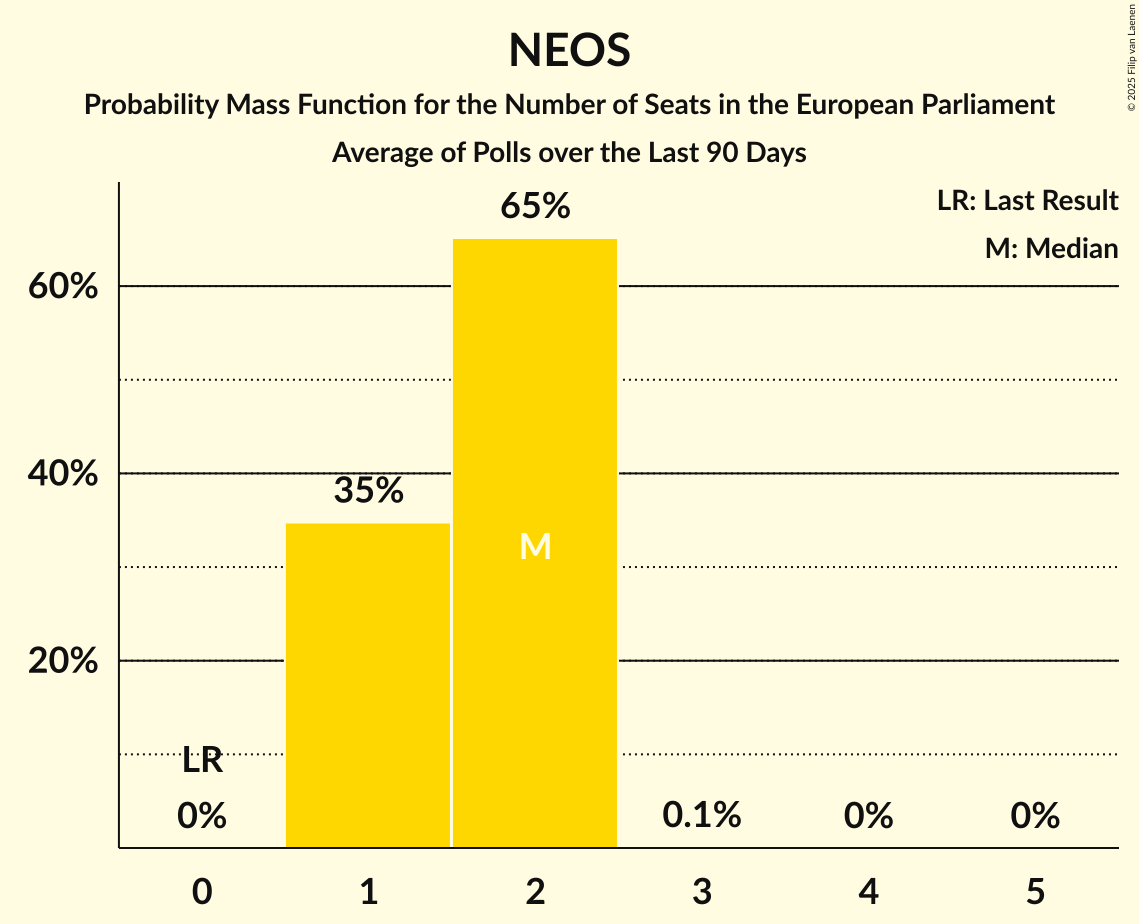 NEOS
Probability Mass Function for the Number of Seats in the European Parliament
Average of Polls over the Last 90 Days
© 2025 Filip van Laenen
LR: Last Result
M: Median
65%
60%
40%
35%
M
20%
LR
0%
0.1%
0%
0%
0 1 2 3 4 5